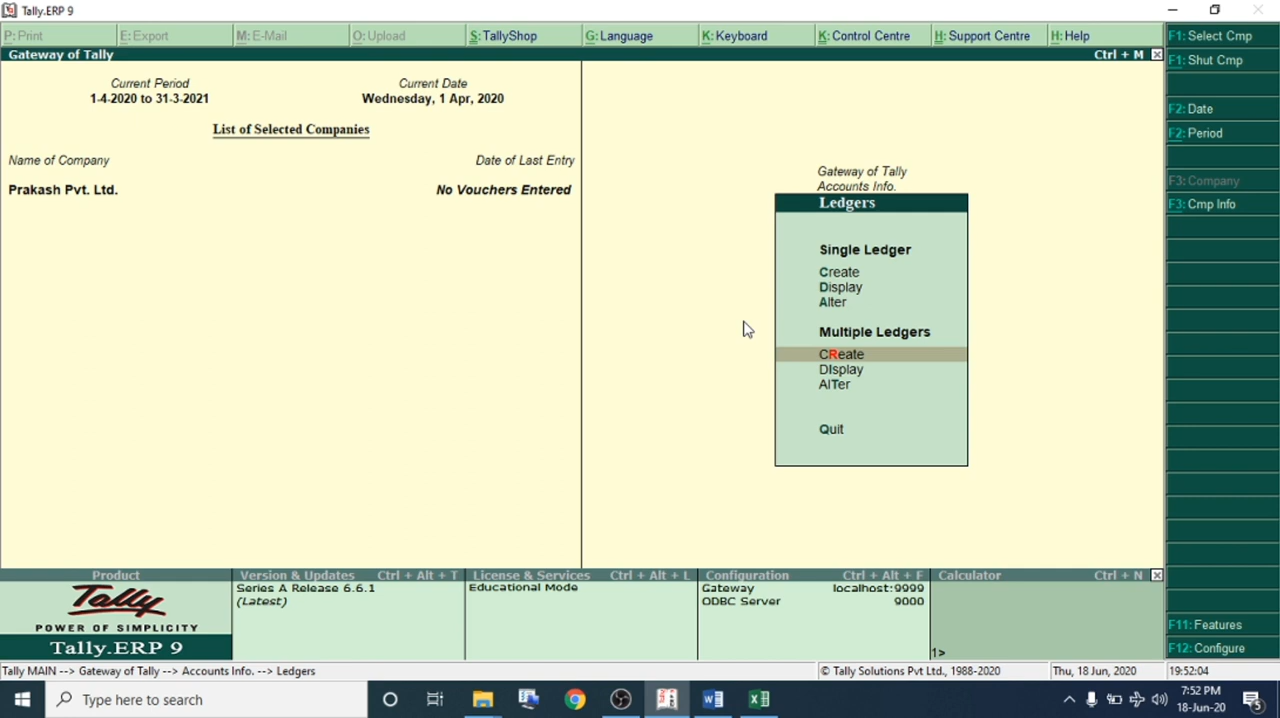 Tally.ERP 9
P: Print E: Export M: E-Mail O: Upload S: TallyShop G: Language K: Keyboard K: Control Centre H: Support Centre H: Help
F1: Select Cmp
Gateway of Tally Ctrl + M
F1: Shut Cmp
Current Period Current Date
1-4-2020 to 31-3-2021 Wednesday, 1 Apr, 2020
F2: Date
List of Selected Companies
F2: Period
Name of Company Date of Last Entry
Gateway of Tally
F3: Company
Accounts Info.
Prakash Pvt. Ltd. No Vouchers Entered
F3: Cmp Info
Ledgers
Single Ledger
Create
Display
Alter
Multiple Ledgers
CReate
DIsplay
AlTer
Quit
Product
Tally
POWER OF SIMPLICITY
Tally.ERP 9
Version & Updates Ctrl + Alt + T
Series A Release 6.6.1
(Latest)
License & Services Ctrl + Alt + L
Educational Mode
Configuration Ctrl + Alt + F
Gateway localhost:9999
ODBC Server 9000
Calculator Ctrl + N
1>
F11: Features
F12: Configure
Tally MAIN --> Gateway of Tally --> Accounts Info. --> Ledgers © Tally Solutions Pvt Ltd., 1988-2020 Thu, 18 Jun, 2020 19:52:04
Type here to search
7:52 PM
18-Jun-20
5